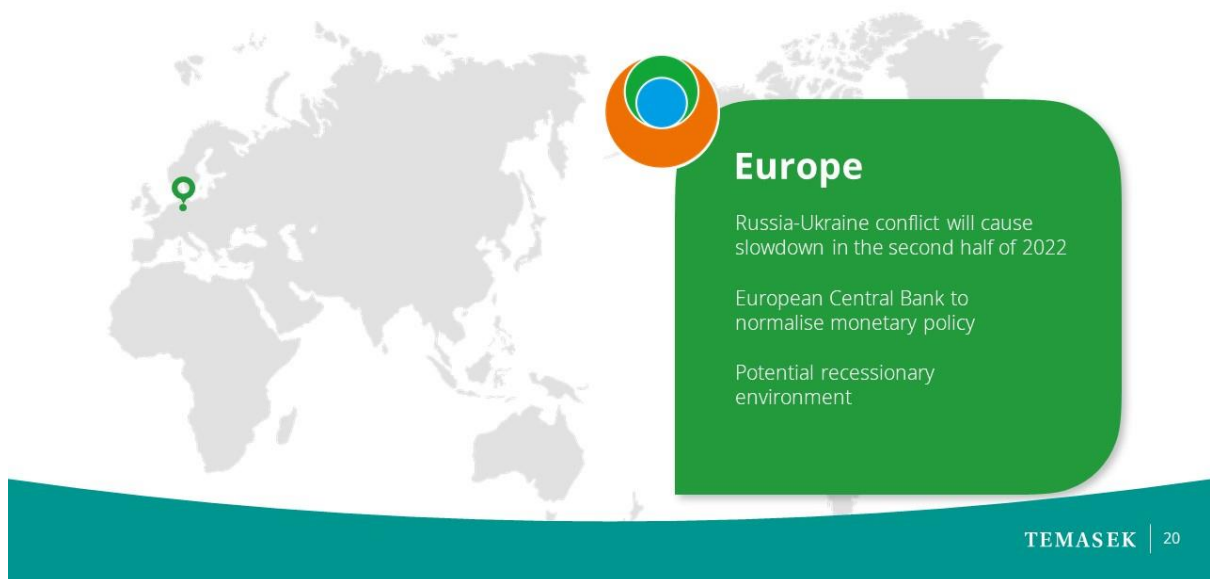 Europe
Russia-Ukraine conflict will cause
slowdown in the second half of 2022
European Central Bank to
normalise monetary policy
Potential recessionary
environment
TEMASEK 20